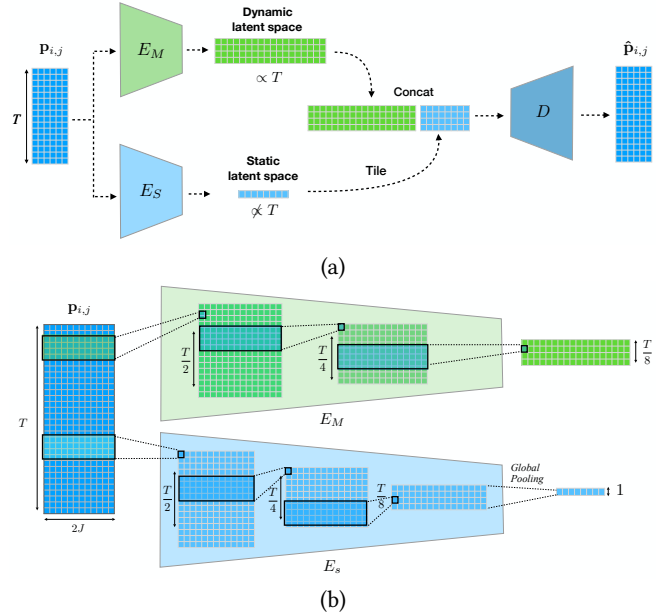 p_{i,j}
E_M
Dynamic
latent space
∝ T
p̂_{i,j}
T
Concat
D
E_S
Static
latent space
∝̸ T
Tile
(a)
p_{i,j}
T
2J
T/2
T/4
T/8
E_M
T/2
T/4
T/8
Global
Pooling
1
E_s
(b)